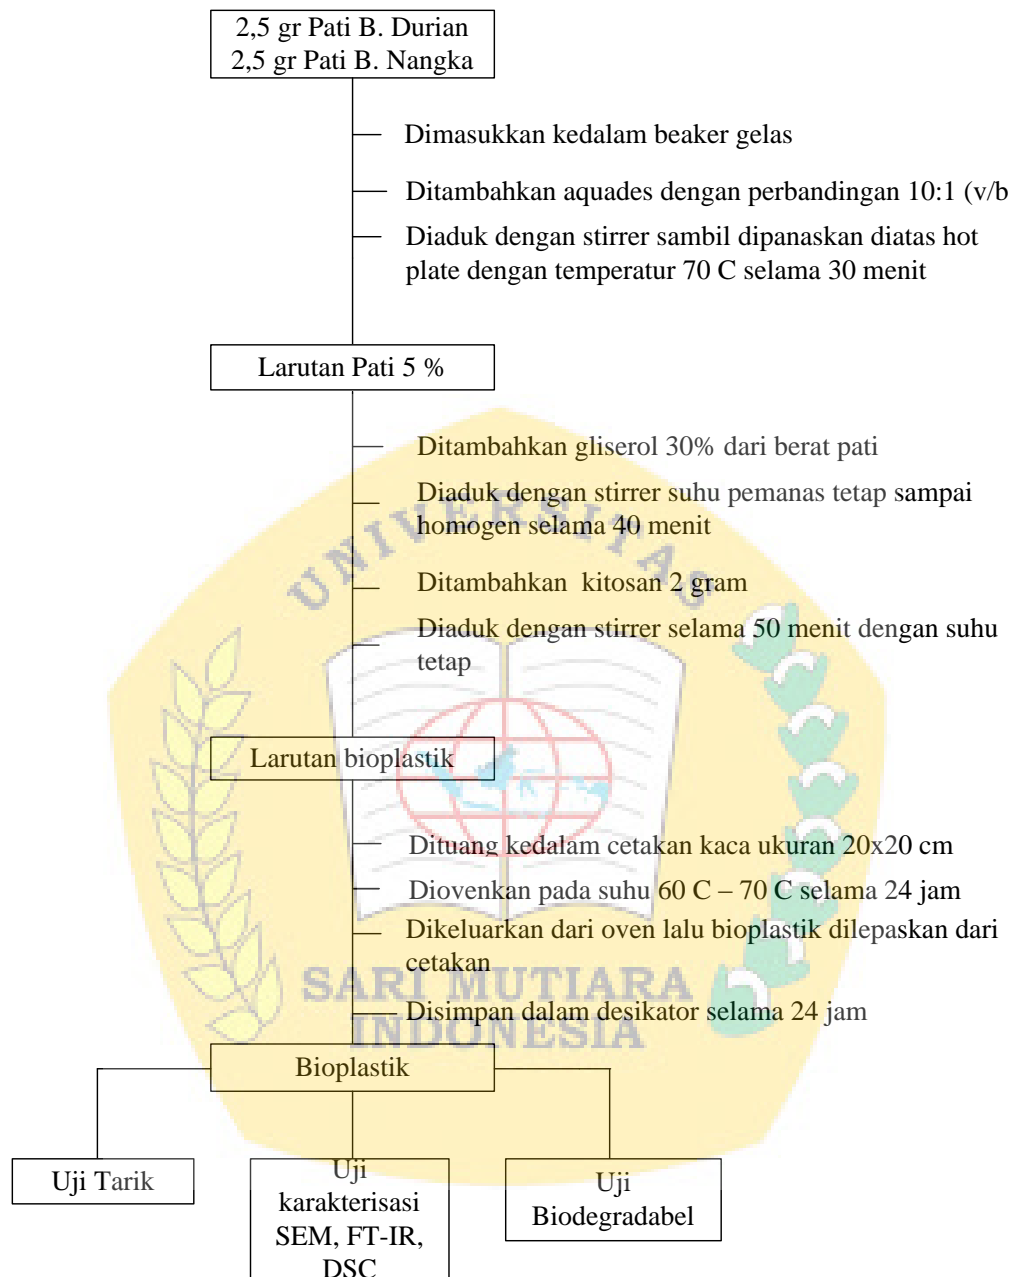 2,5 gr Pati B. Durian
2,5 gr Pati B. Nangka
Dimasukkan kedalam beaker gelas
Ditambahkan aquades dengan perbandingan 10:1 (v/b
Diaduk dengan stirrer sambil dipanaskan diatas hot
plate dengan temperatur 70 C selama 30 menit
Larutan Pati 5 %
Ditambahkan gliserol 30% dari berat pati
Diaduk dengan stirrer suhu pemanas tetap sampai
homogen selama 40 menit
UNIVERSITAS
Ditambahkan  kitosan 2 gram
Diaduk dengan stirrer selama 50 menit dengan suhu
tetap
Larutan bioplastik
Dituang kedalam cetakan kaca ukuran 20x20 cm
Diovenkan pada suhu 60 C – 70 C selama 24 jam
Dikeluarkan dari oven lalu bioplastik dilepaskan dari
cetakan
SARI MUTIARA
Disimpan dalam desikator selama 24 jam
INDONESIA
Bioplastik
Uji Tarik
Uji
karakterisasi
SEM, FT-IR,
DSC
Uji
Biodegradabel